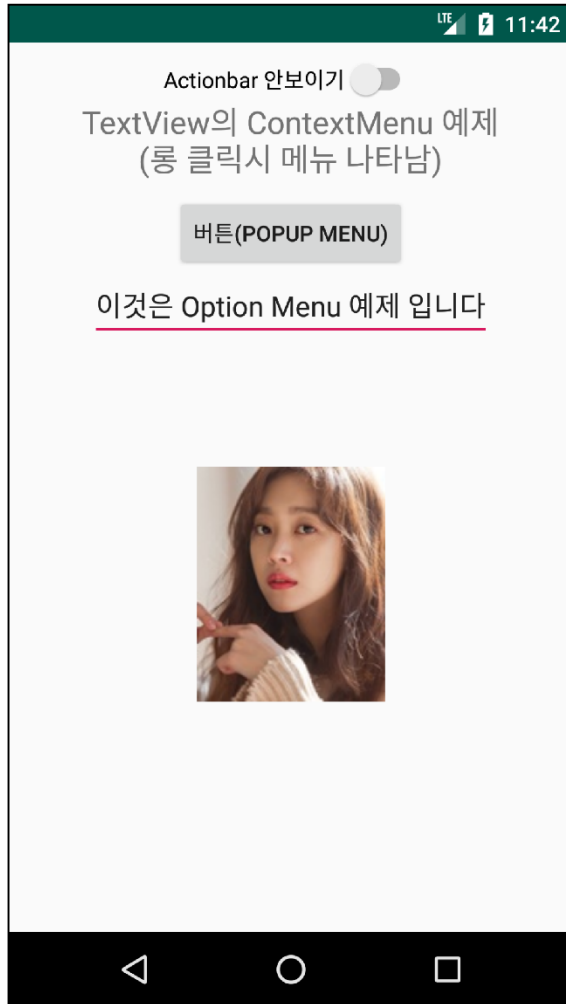 LTE 11:42
Actionbar 안보이기
TextView의 ContextMenu 예제
(롱 클릭시 메뉴 나타남)
버튼(POPUP MENU)
이것은 Option Menu 예제 입니다